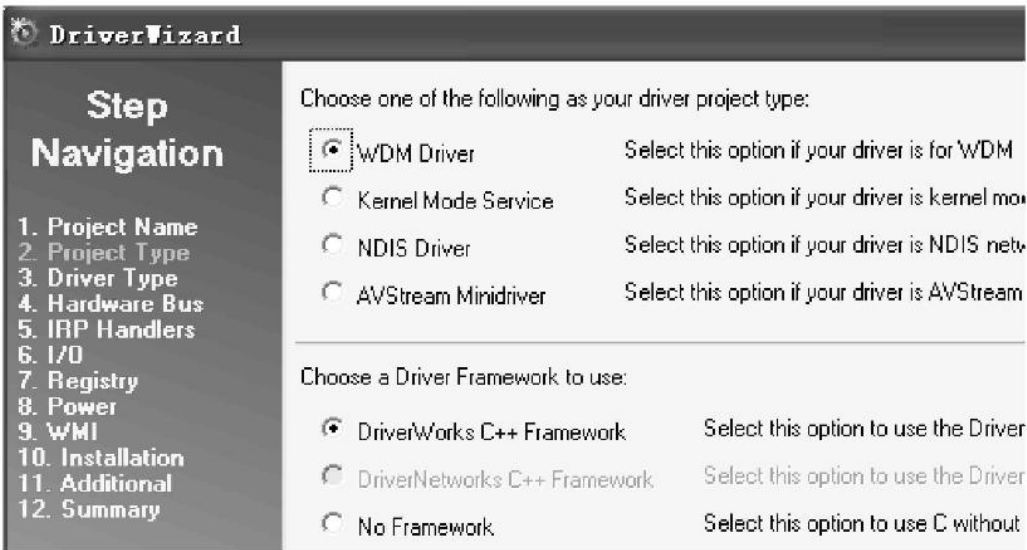 DriverWizard
Step
Navigation
1. Project Name
2. Project Type
3. Driver Type
4. Hardware Bus
5. IRP Handlers
6. I/O
7. Registry
8. Power
9. WMI
10. Installation
11. Additional
12. Summary
Choose one of the following as your driver project type:
WDM Driver Select this option if your driver is for WDM
Kernel Mode Service Select this option if your driver is kernel
NDIS Driver Select this option if your driver is NDIS
AVStream Minidriver Select this option if your driver is AVStream
Choose a Driver Framework to use:
DriverWorks C++ Framework Select this option to use the Driver
DriverNetworks C++ Framework Select this option to use the Driver
No Framework Select this option to use C without